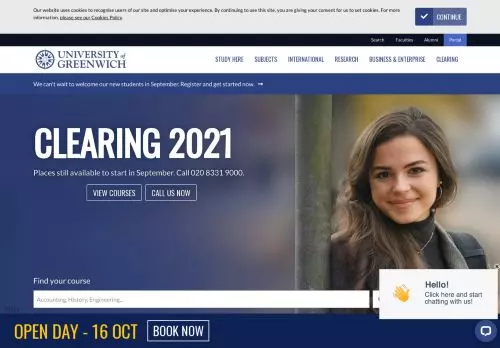 Our website uses cookies to recognise users of our site and optimise your experience. By continuing to use this site, you are giving your consent for us to set cookies. For more
information, please see our Cookies Policy.
CONTINUE
Search Faculties Alumni Portal
UNIVERSITY of
GREENWICH
STUDY HERE SUBJECTS INTERNATIONAL RESEARCH BUSINESS & ENTERPRISE CLEARING
We can't wait to welcome our new students in September. Register and get started now.
CLEARING 2021
Places still available to start in September. Call 020 8331 9000.
VIEW COURSES CALL US NOW
Find your course
Accounting, History, Engineering...
Hello!
Click here and start
chatting with us!
OPEN DAY - 16 OCT BOOK NOW